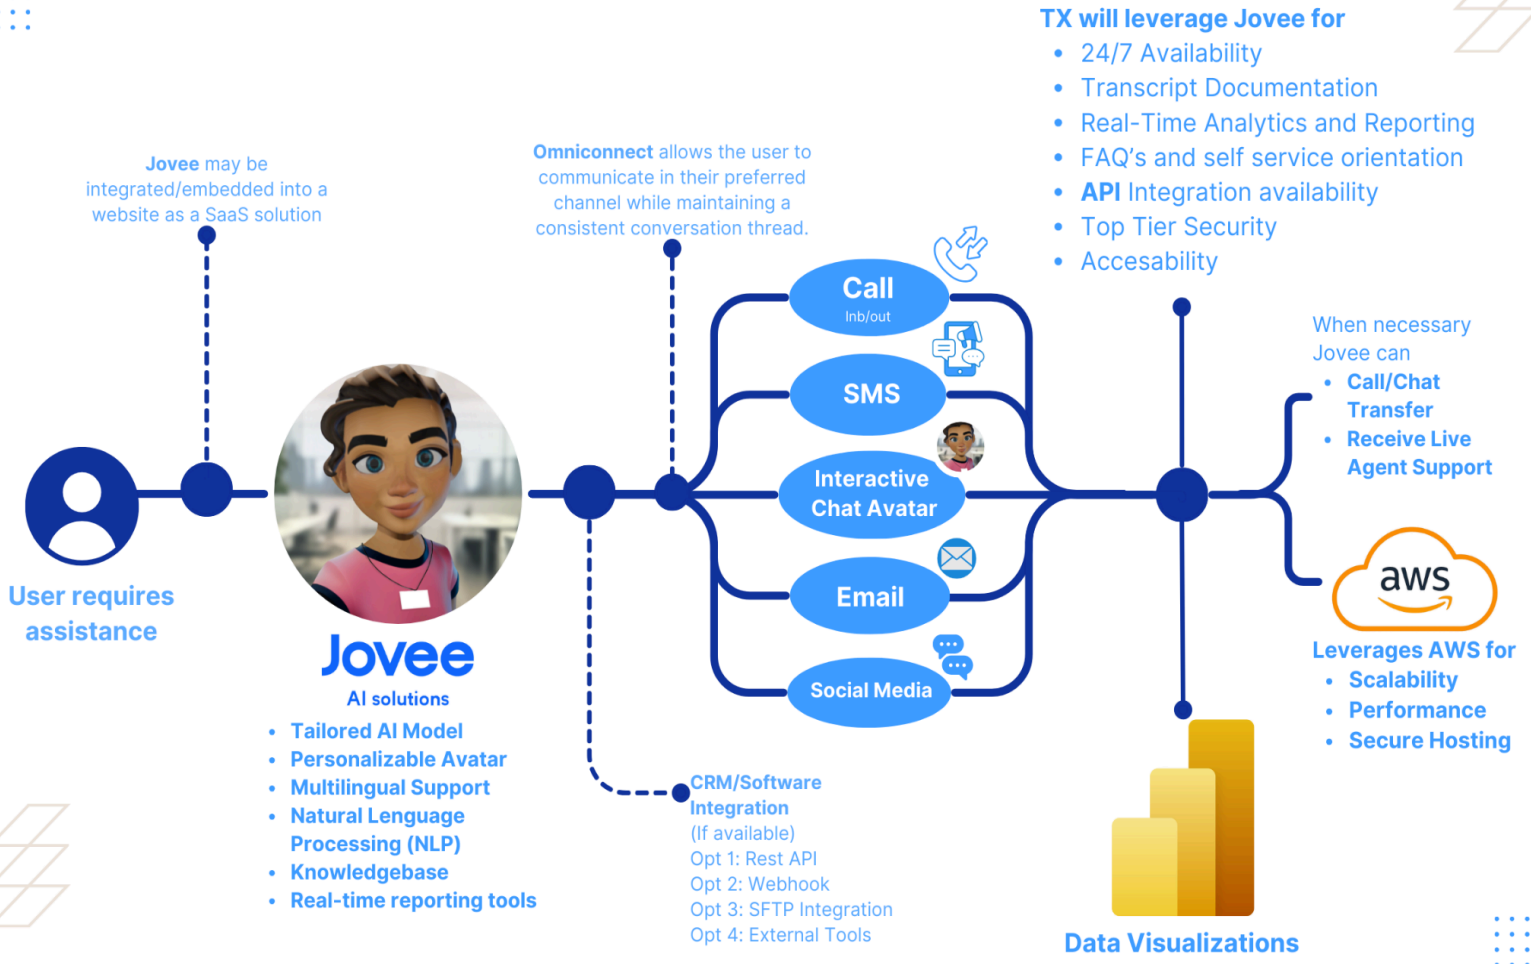 TX will leverage Jovee for
• 24/7 Availability
• Transcript Documentation
• Real-Time Analytics and Reporting
• FAQ's and self service orientation
• API Integration availability
• Top Tier Security
• Accesability
Jovee may be
integrated/embedded into a
website as a SaaS solution
Omniconnect allows the user to
communicate in their preferred
channel while maintaining a
consistent conversation thread.
User requires
assistance
Jovee
AI solutions
• Tailored AI Model
• Personalizable Avatar
• Multilingual Support
• Natural Lenguage
Processing (NLP)
• Knowledgebase
• Real-time reporting tools
CRM/Software
Integration
(If available)
Opt 1: Rest API
Opt 2: Webhook
Opt 3: SFTP Integration
Opt 4: External Tools
Call
Inb/out
SMS
Interactive
Chat Avatar
Email
Social Media
When necessary
Jovee can
• Call/Chat
Transfer
• Receive Live
Agent Support
aws
Leverages AWS for
• Scalability
• Performance
• Secure Hosting
Data Visualizations